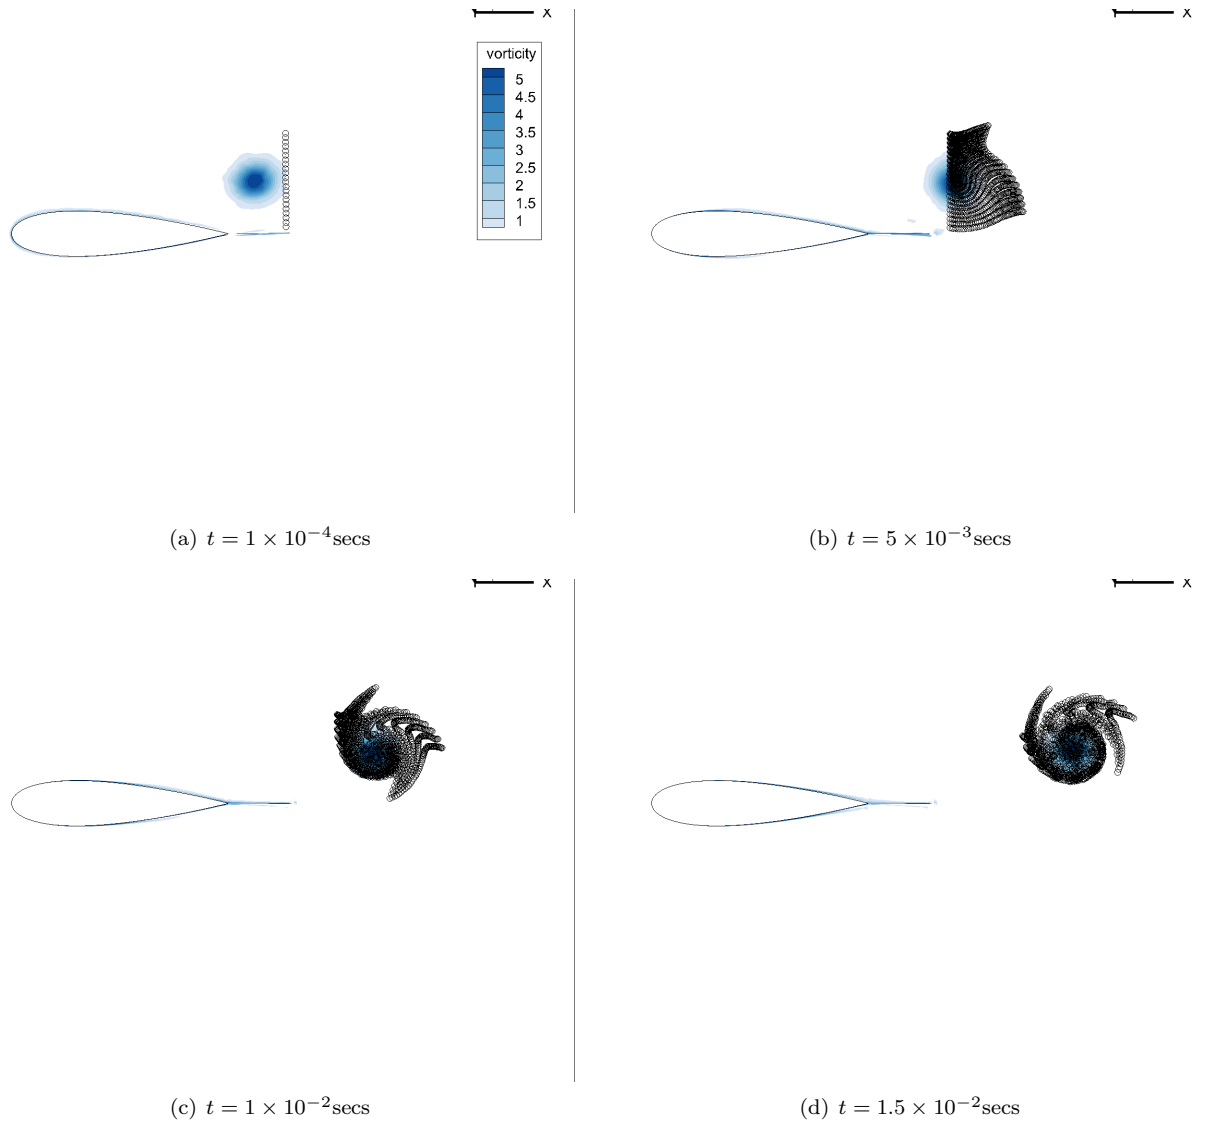 X
X
vorticity
5
4.5
4
3.5
3
2.5
2
1.5
1
(a) t = 1 × 10⁻⁴secs
(b) t = 5 × 10⁻³secs
X
X
(c) t = 1 × 10⁻²secs
(d) t = 1.5 × 10⁻²secs